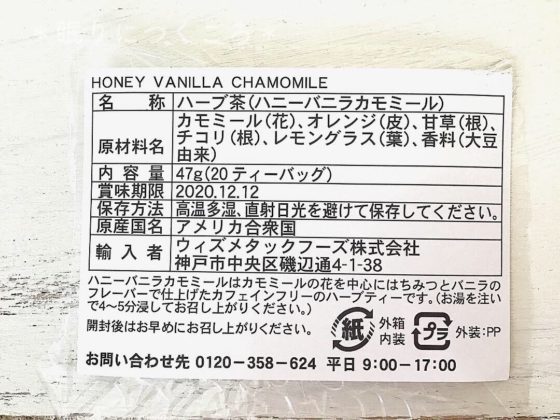 HONEY VANILLA CHAMOMILE
名 称 ハーブ茶(ハニーバニラカモミール)
原材料名 カモミール(花)、オレンジ(皮)、甘草(根)、
チコリ(根)、レモングラス(葉)、香料(大豆
由来)
内容量 47g(20ティーバッグ)
賞味期限 2020.12.12
保存方法 高温多湿、直射日光を避けて保存してください。
原産国名 アメリカ合衆国
輸入者 ウィズメタックフーズ株式会社
神戸市中央区磯辺通4-1-38
ハニーバニラカモミールはカモミールの花を中心にはちみつとバニラの
フレーバーで仕上げたカフェインフリーのハーブティーです。(お湯を注い
で4~5分浸してお召し上がりください。)
開封後はお早めにお召し上がりください。
紙 外箱
内装
プラ 外装:PP
お問い合わせ先 0120-358-624 平日 9:00-17:00